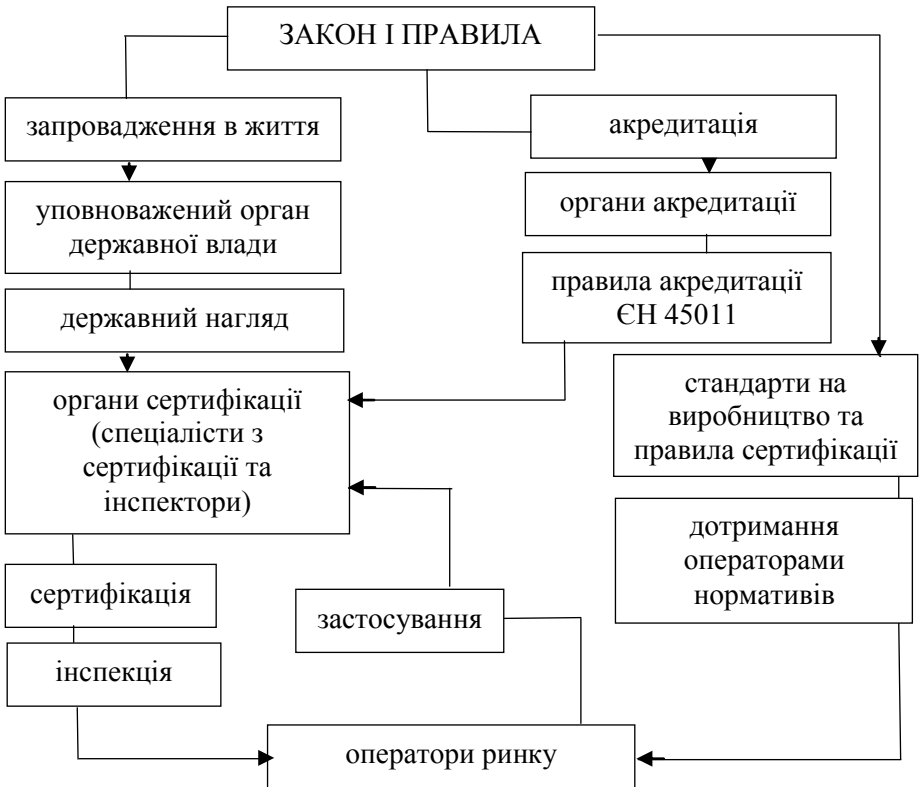 ЗАКОН І ПРАВИЛА
запровадження в життя
акредитація
уповноважений орган
державної влади
органи акредитації
державний нагляд
правила акредитації
ЄН 45011
органи сертифікації
(спеціалісти з
сертифікації та
інспектори)
стандарти на
виробництво та
правила сертифікації
дотримання
операторами
нормативів
сертифікація
застосування
інспекція
оператори ринку